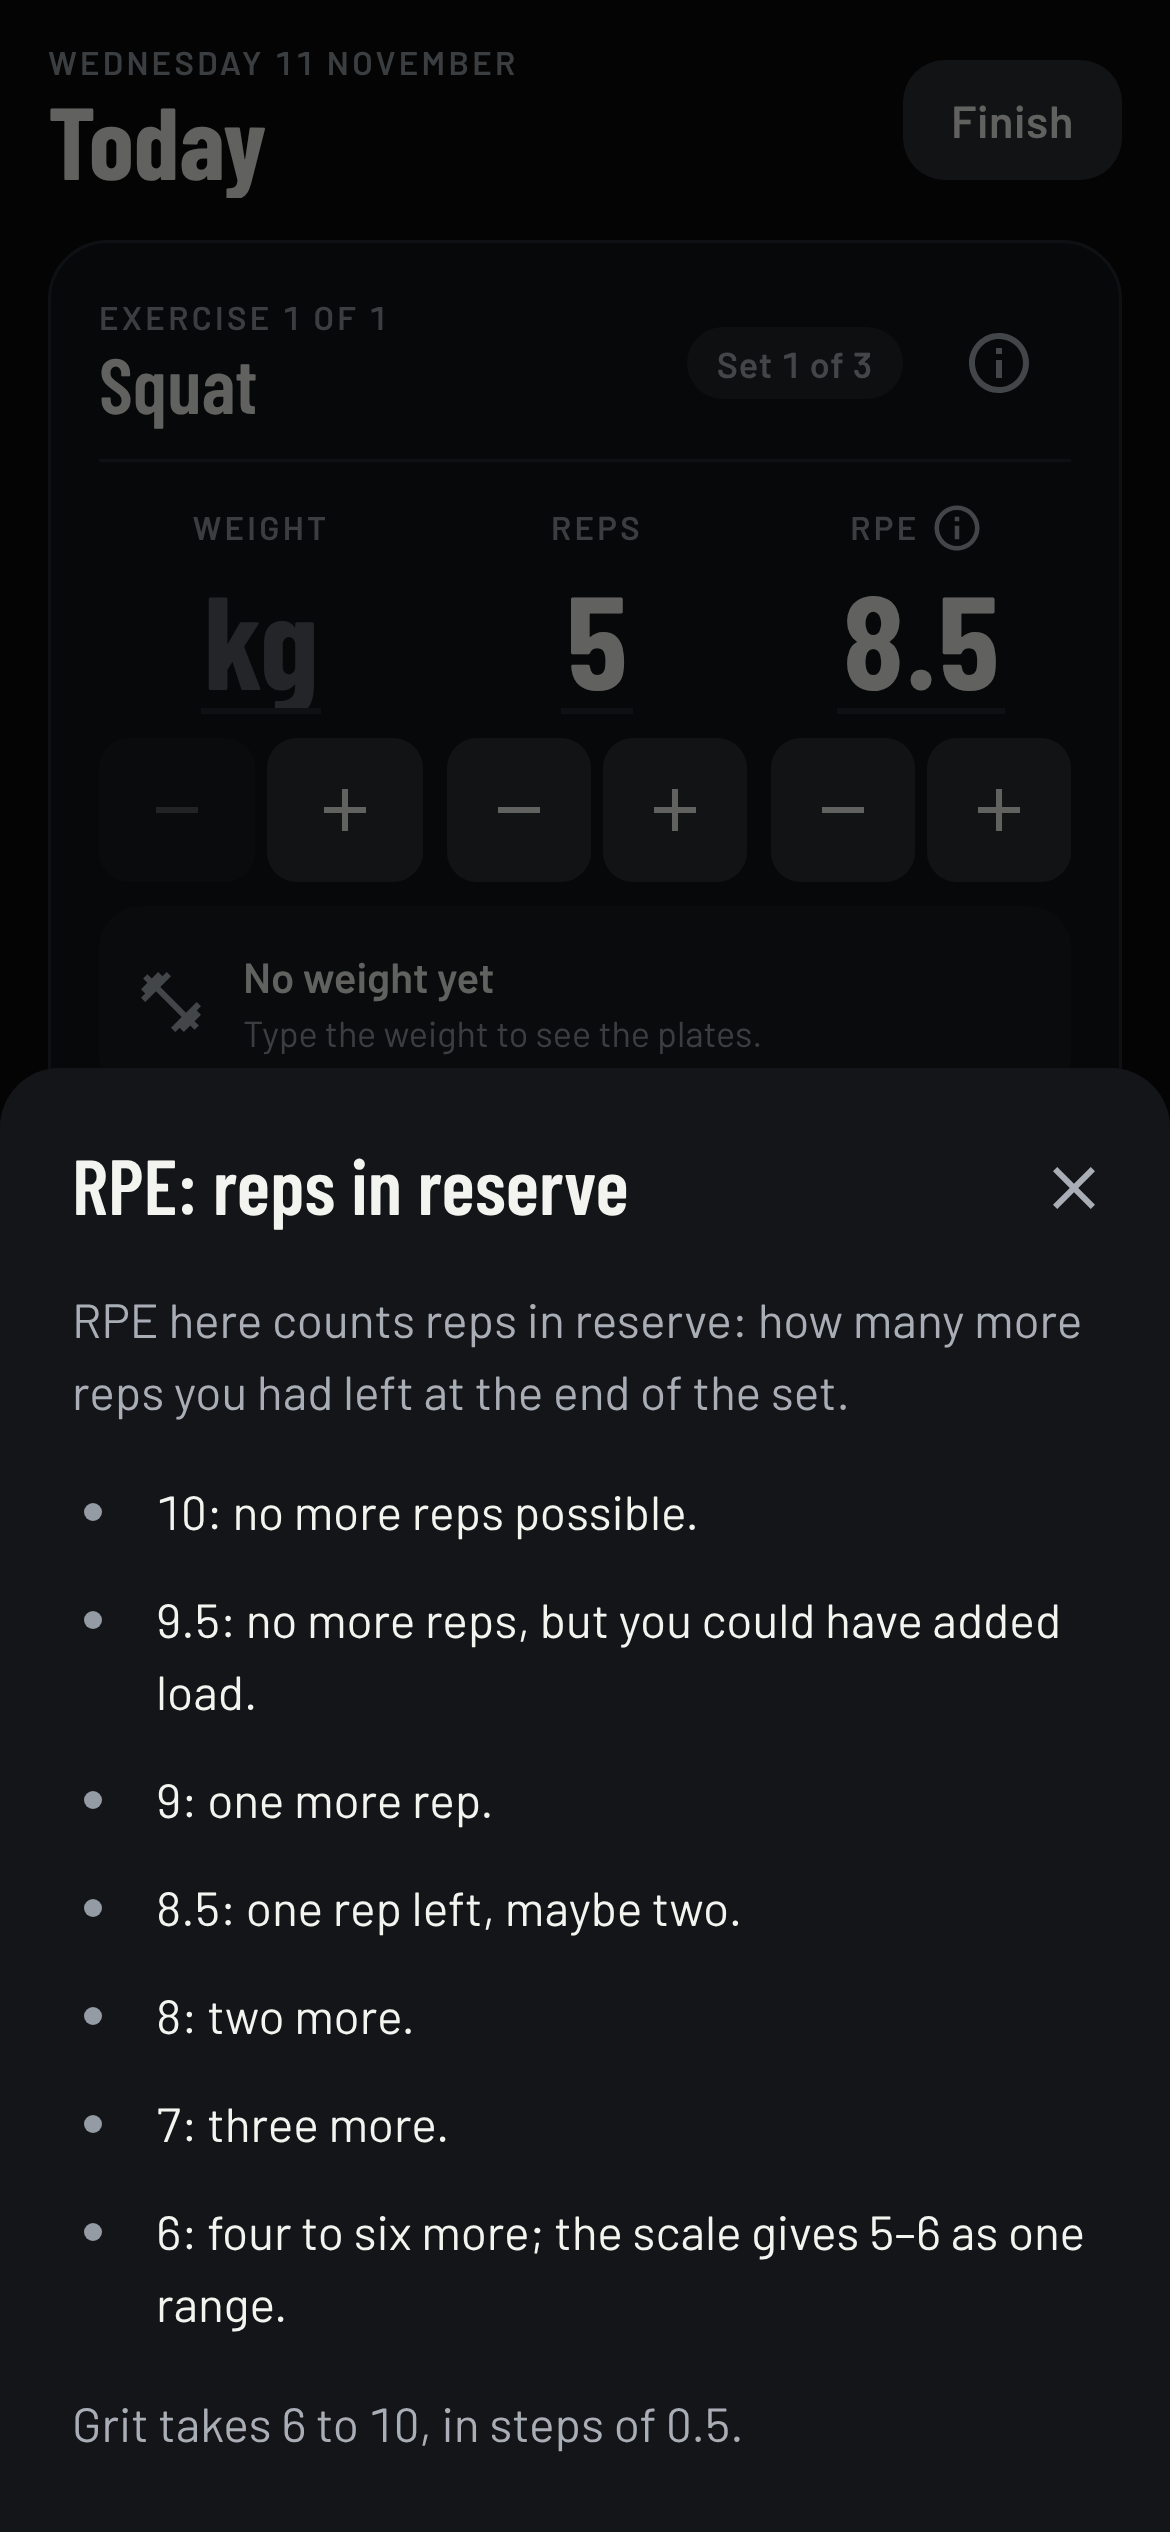 WEDNESDAY 11 NOVEMBER
Today
Finish
EXERCISE 1 OF 1
Squat
Set 1 of 3
WEIGHT
REPS
RPE
kg
5
8.5
No weight yet
Type the weight to see the plates.
RPE: reps in reserve
RPE here counts reps in reserve: how many more
reps you had left at the end of the set.
10: no more reps possible.
9.5: no more reps, but you could have added
load.
9: one more rep.
8.5: one rep left, maybe two.
8: two more.
7: three more.
6: four to six more; the scale gives 5–6 as one
range.
Grit takes 6 to 10, in steps of 0.5.